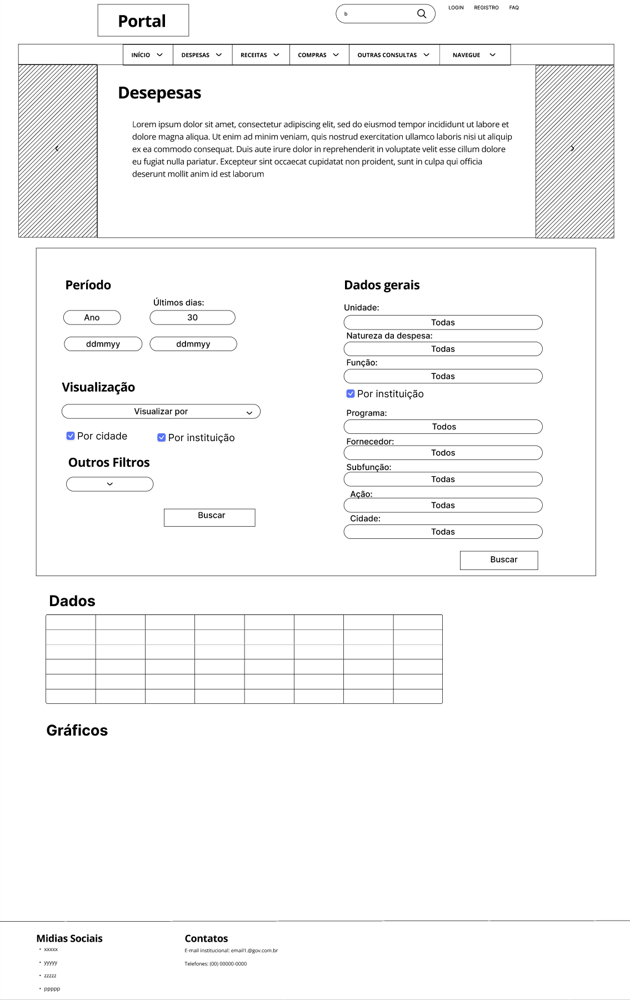 Portal
b
LOGIN REGISTRO FAQ
INÍCIO DESPESAS RECEITAS COMPRAS OUTRAS CONSULTAS NAVEGUE
Desepesas
Lorem ipsum dolor sit amet, consectetur adipiscing elit, sed do eiusmod tempor incididunt ut labore et
dolore magna aliqua. Ut enim ad minim veniam, quis nostrud exercitation ullamco laboris nisi ut aliquip
ex ea commodo consequat. Duis aute irure dolor in reprehenderit in voluptate velit esse cillum dolore
eu fugiat nulla pariatur. Excepteur sint occaecat cupidatat non proident, sunt in culpa qui officia
deserunt mollit anim id est laborum
Período
Últimos dias:
Ano
30
ddmmyy
ddmmyy
Visualização
Visualizar por
Por cidade
Por instituição
Outros Filtros
Buscar
Dados gerais
Unidade:
Todas
Natureza da despesa:
Todas
Função:
Todas
Por instituição
Programa:
Todos
Fornecedor:
Todos
Subfunção:
Todas
Ação:
Todas
Cidade:
Todas
Buscar
Dados
Gráficos
Midias Sociais
• xxxxx
• yyyyy
• zzzzz
• ppppp
Contatos
E-mail institucional: email1.@gov.com.br
Telefones: (00) 00000-0000